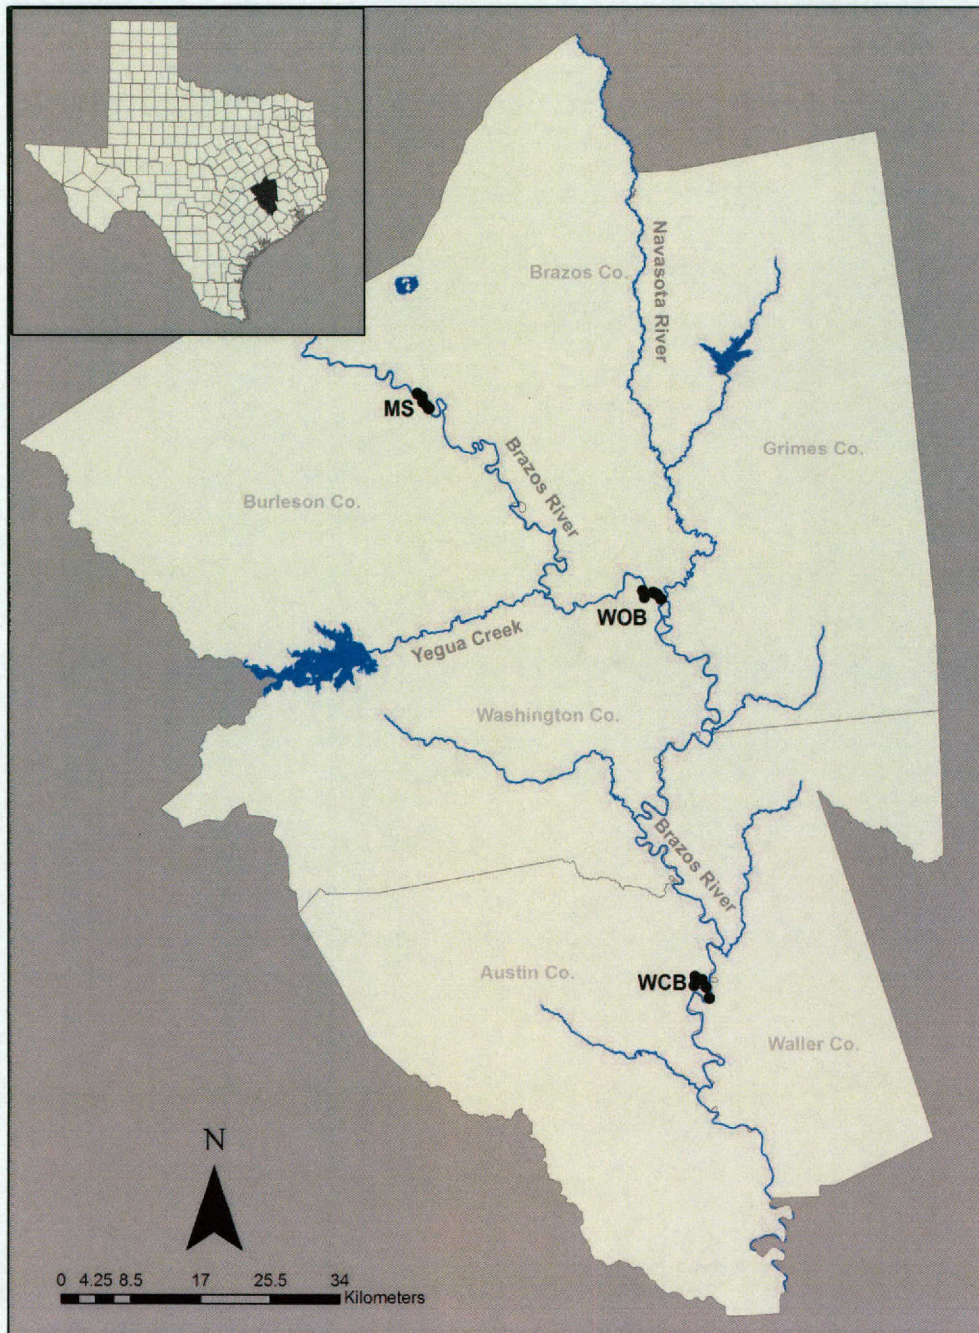 Brazos Co.
Navasota River
MS
Grimes Co.
Brazos River
Burleson Co.
WOB
Yegua Creek
Washington Co.
Brazos River
Austin Co.
WCB
Waller Co.
N
0 4.25 8.5 17 25.5 34
Kilometers